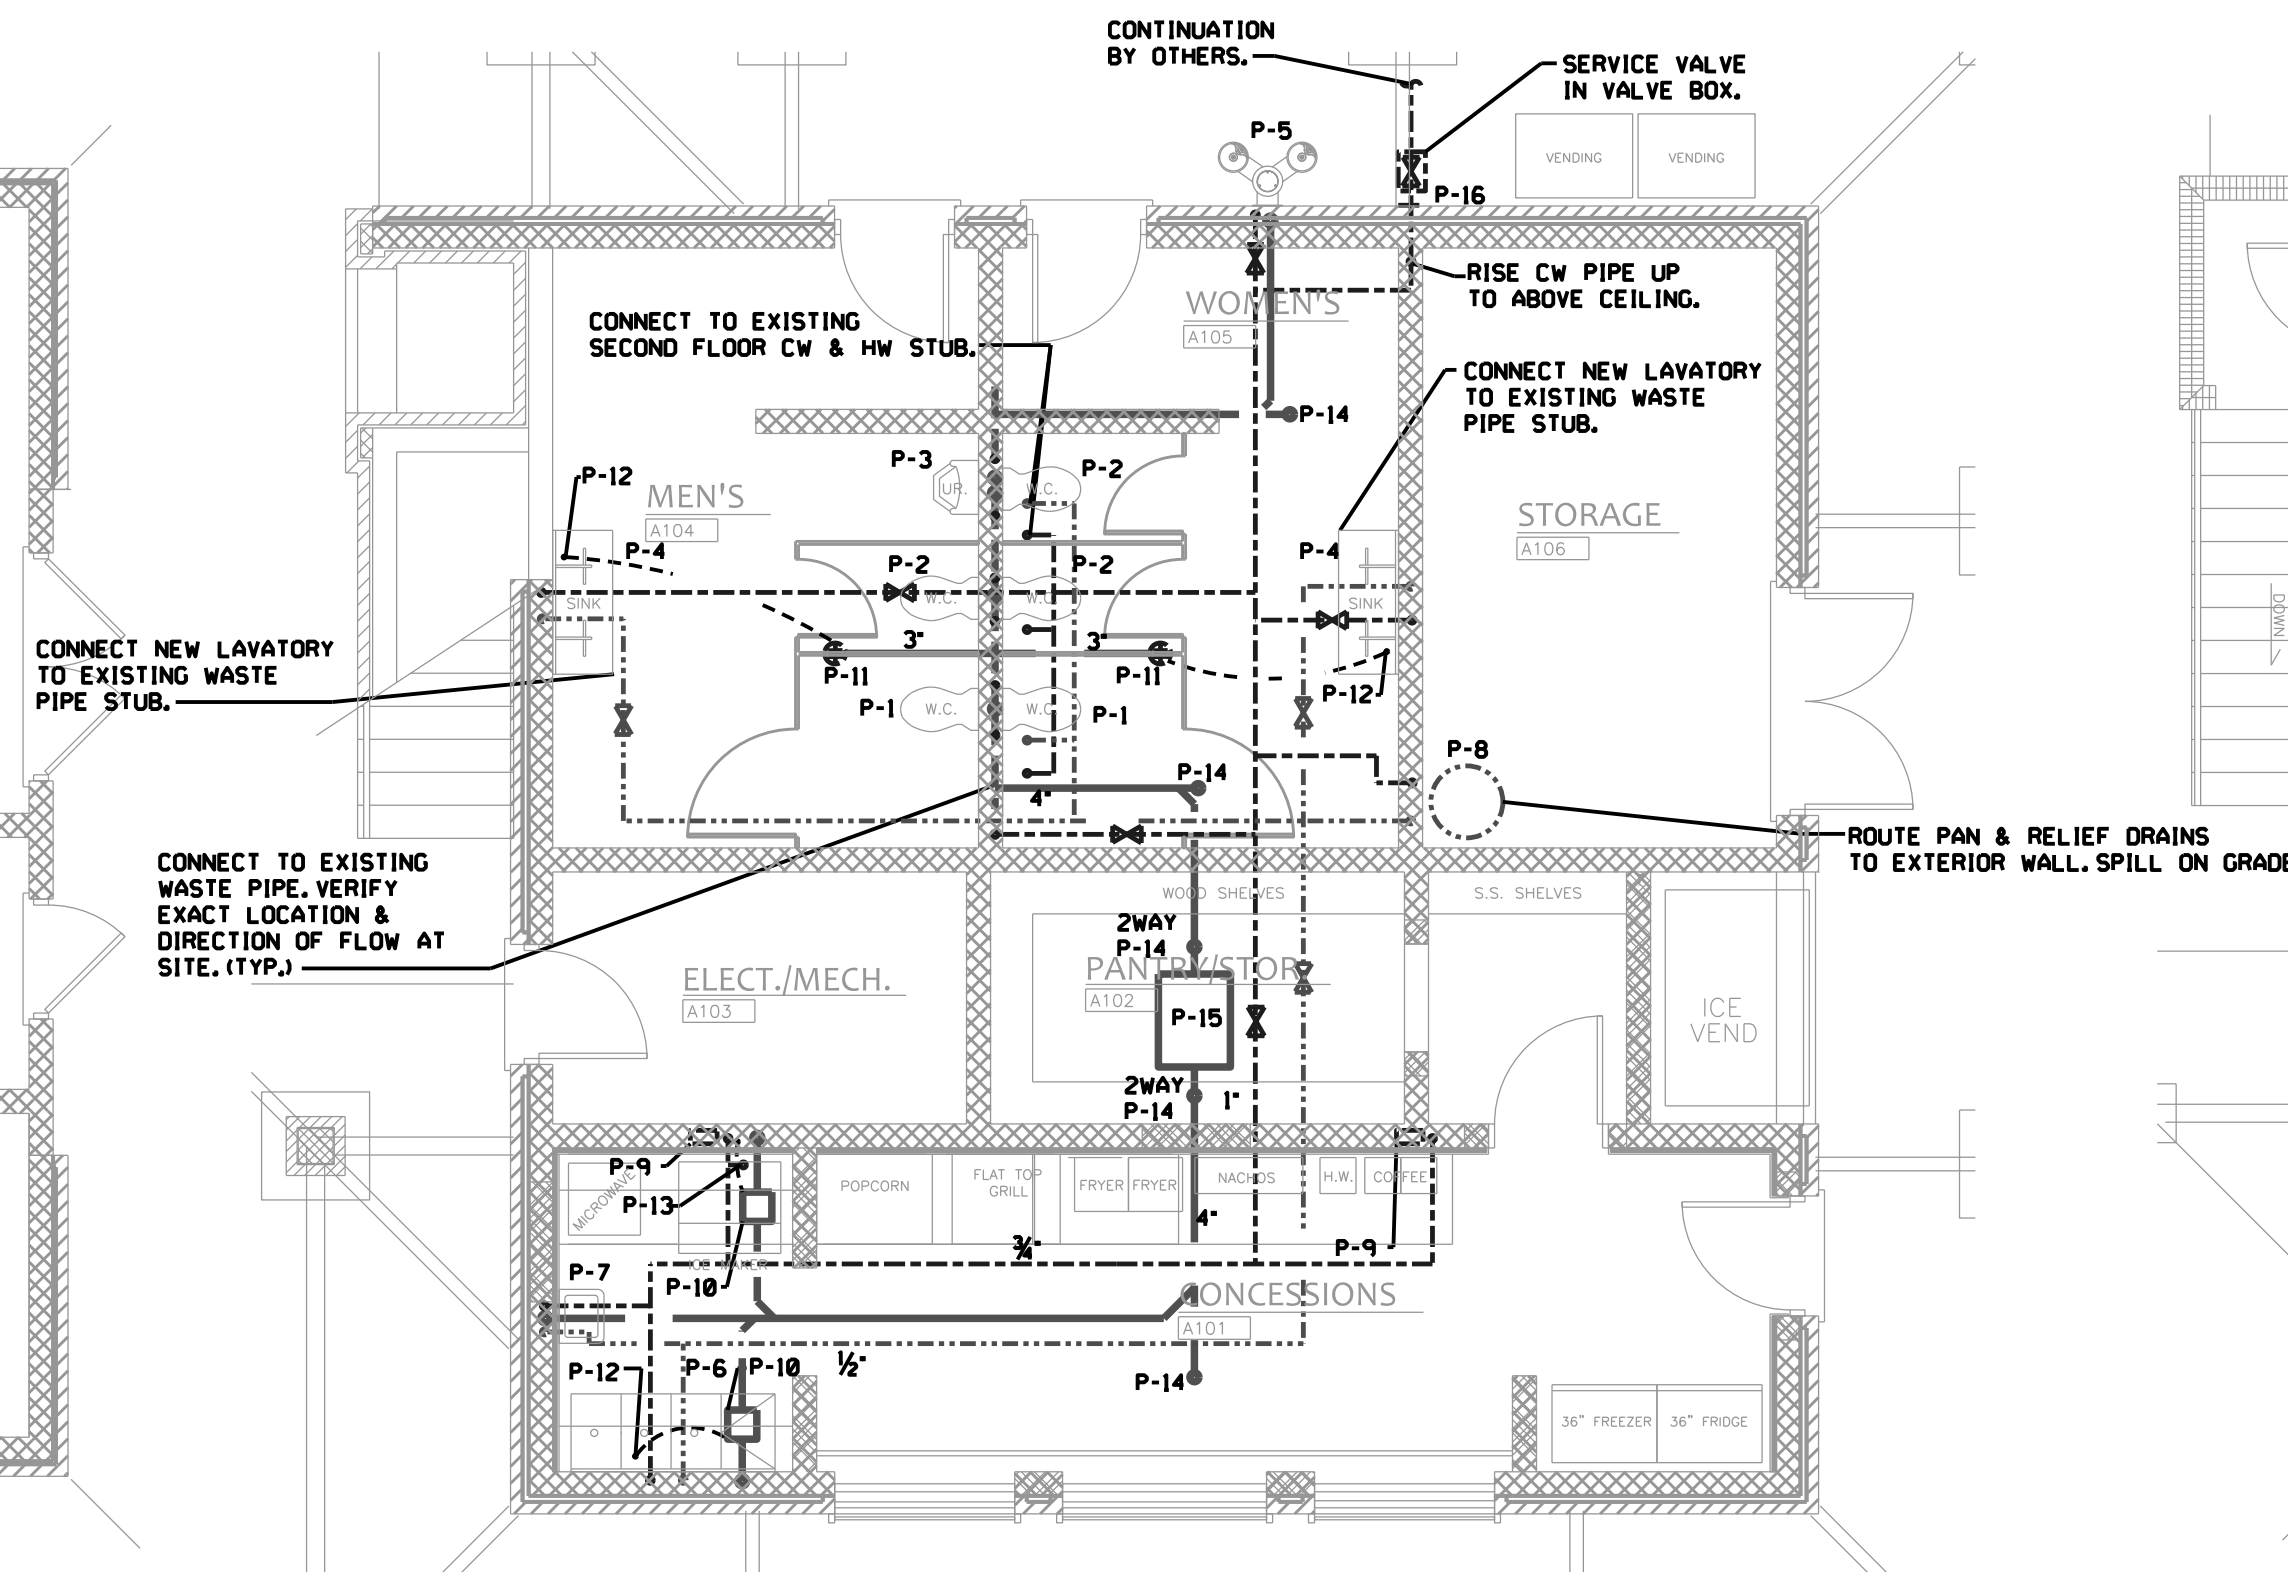 CONTINUATION
BY OTHERS.
SERVICE VALVE
IN VALVE BOX.
P-5
VENDING
VENDING
P-16
RISE CW PIPE UP
TO ABOVE CEILING.
WOMEN'S
A105
CONNECT TO EXISTING
SECOND FLOOR CW & HW STUB.
CONNECT NEW LAVATORY
TO EXISTING WASTE
PIPE STUB.
P-14
P-3
P-2
P-12
UR.
W.C.
MEN'S
A104
STORAGE
A106
P-4
P-2
P-2
P-4
SINK
W.C.
W.C.
SINK
DOWN
3"
3"
CONNECT NEW LAVATORY
TO EXISTING WASTE
PIPE STUB.
P-11
P-11
P-12
P-1
W.C.
W.C.
P-1
P-8
P-14
4"
ROUTE PAN & RELIEF DRAINS
TO EXTERIOR WALL. SPILL ON GRADE
CONNECT TO EXISTING
WASTE PIPE. VERIFY
EXACT LOCATION &
DIRECTION OF FLOW AT
SITE. (TYP.)
WOOD SHELVES
S.S. SHELVES
2WAY
P-14
ELECT./MECH.
A103
PANTRY/STOR.
A102
P-15
ICE
VEND
2WAY
P-14
1"
P-9
MICROWAVE
P-13
POPCORN
FLAT TOP
GRILL
FRYER
FRYER
NACHOS
H.W.
COFFEE
4"
3/4"
P-9
ICE MAKER
P-7
P-10
CONCESSIONS
A101
P-12
P-6
P-10
1/2"
P-14
36" FREEZER
36" FRIDGE